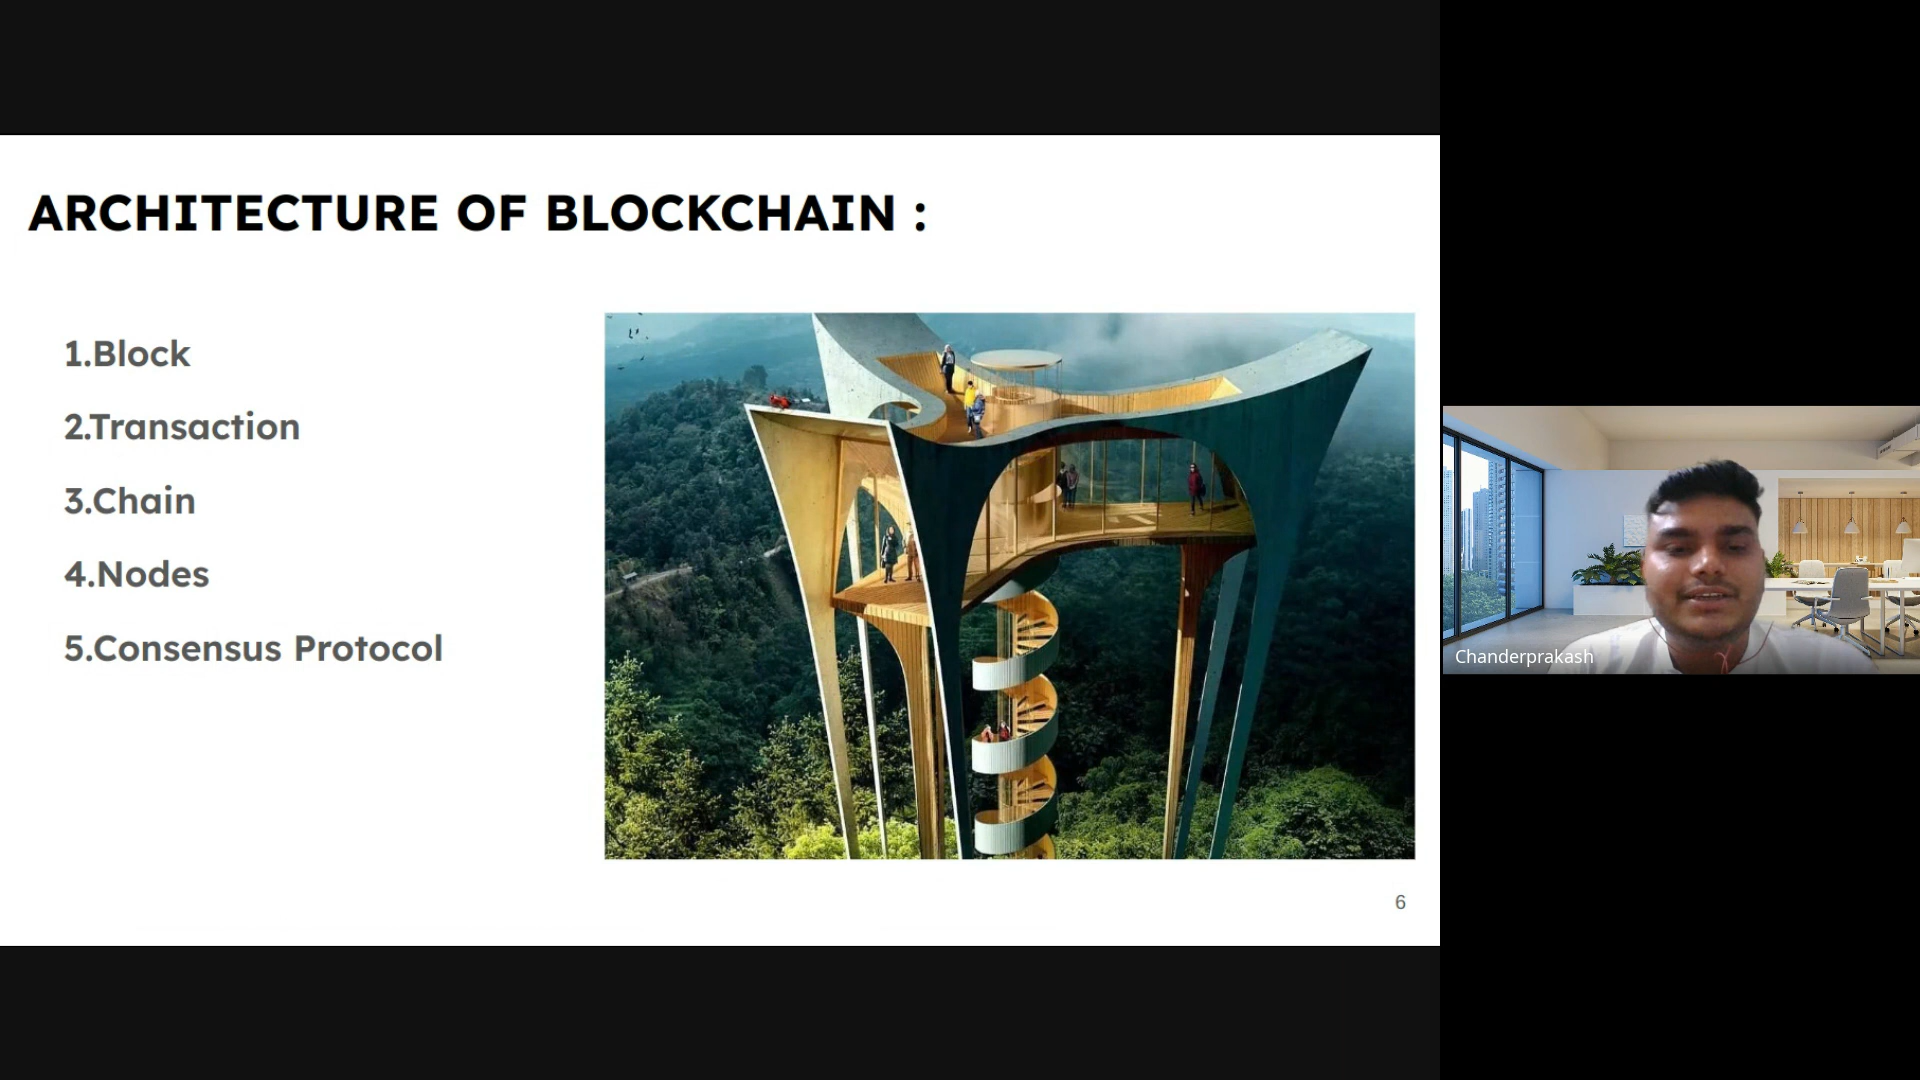 ARCHITECTURE OF BLOCKCHAIN :
1.Block
2.Transaction
3.Chain
4.Nodes
5.Consensus Protocol
6
Chanderprakash